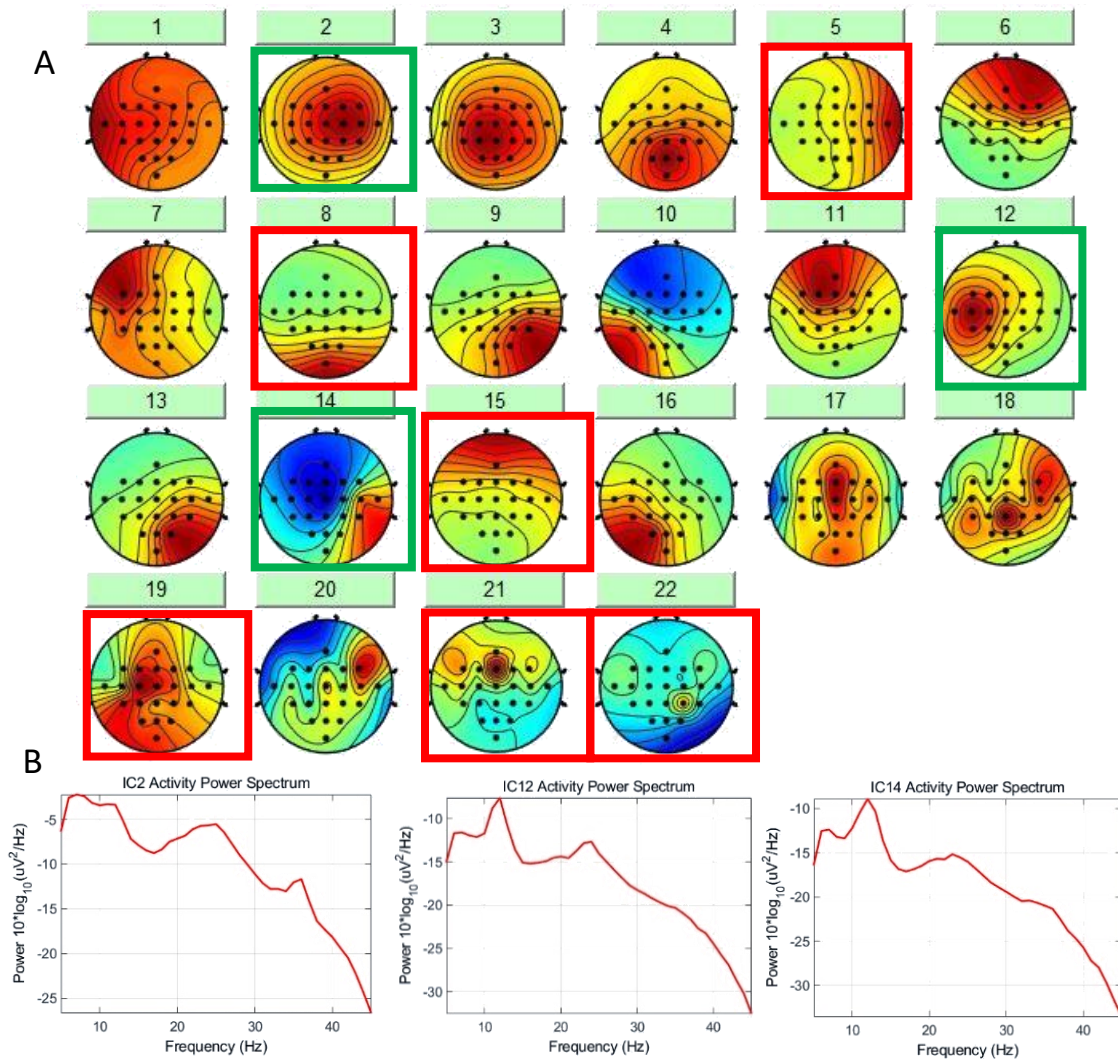 A
1 2 3 4 5 6
7 8 9 10 11 12
13 14 15 16 17 18
19 20 21 22
B
IC2 Activity Power Spectrum
Power 10*log10(uV2/Hz)
-5
-10
-15
-20
-25
10 20 30 40
Frequency (Hz)
IC12 Activity Power Spectrum
Power 10*log10(uV2/Hz)
-10
-15
-20
-25
-30
10 20 30 40
Frequency (Hz)
IC14 Activity Power Spectrum
Power 10*log10(uV2/Hz)
-10
-15
-20
-25
-30
10 20 30 40
Frequency (Hz)